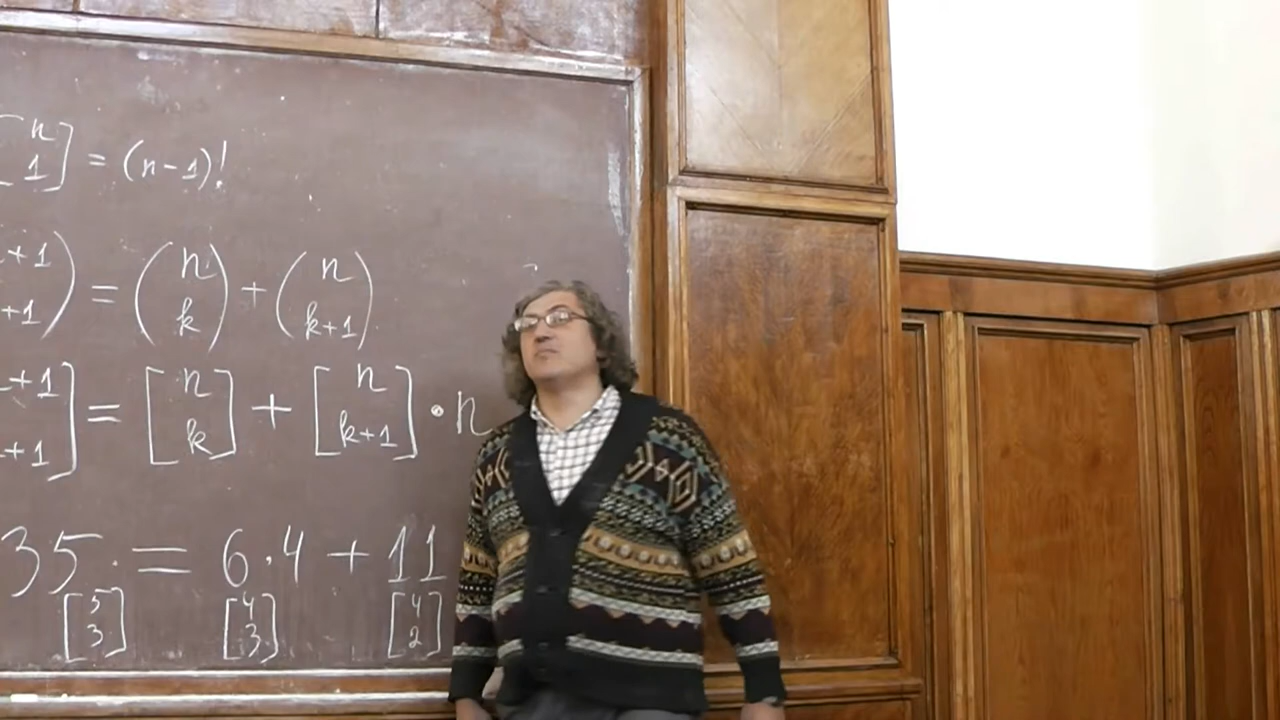 [n 1] = (n-1)!
+1 +1) = (n k) + (n k+1)
+1 +1] = [n k] + [n k+1] · n
35 = 6·4 + 11
[5 3] [4 3] [4 2]